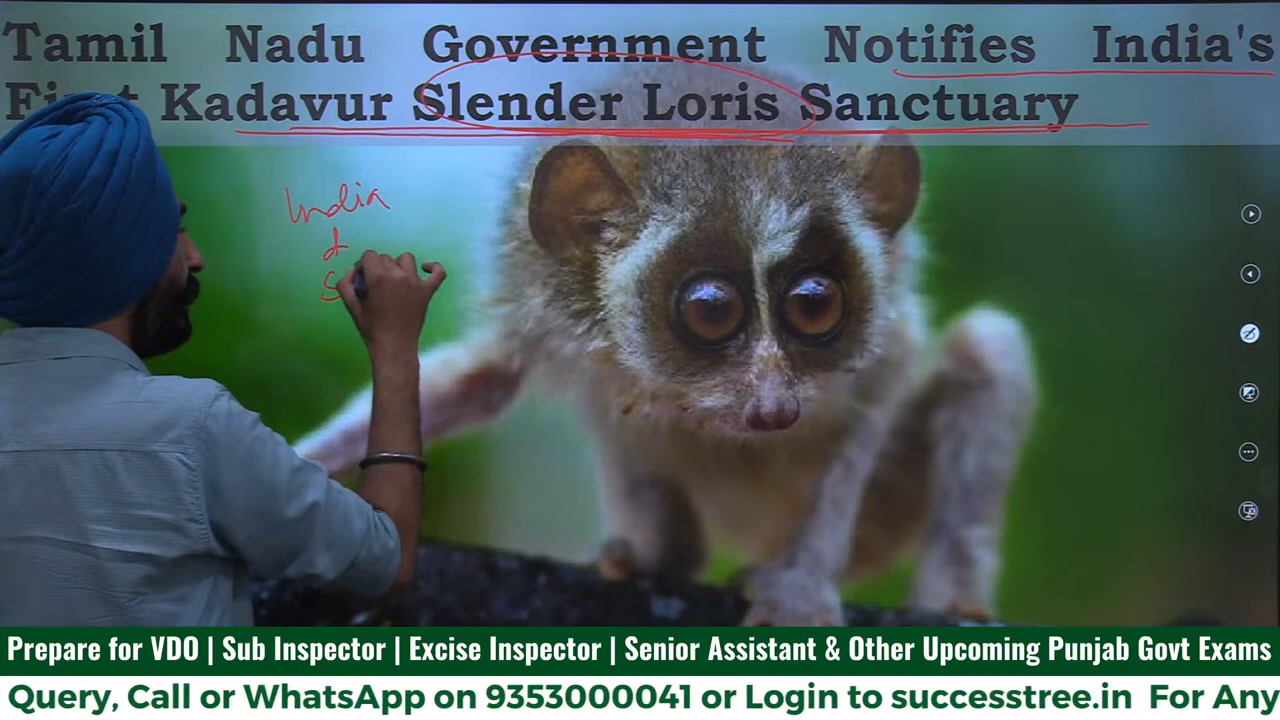 Tamil Nadu Government Notifies India's
First Kadavur Slender Loris Sanctuary
India
&
S
Prepare for VDO | Sub Inspector | Excise Inspector | Senior Assistant & Other Upcoming Punjab Govt Exams
Query, Call or WhatsApp on 9353000041 or Login to successtree.in For Any